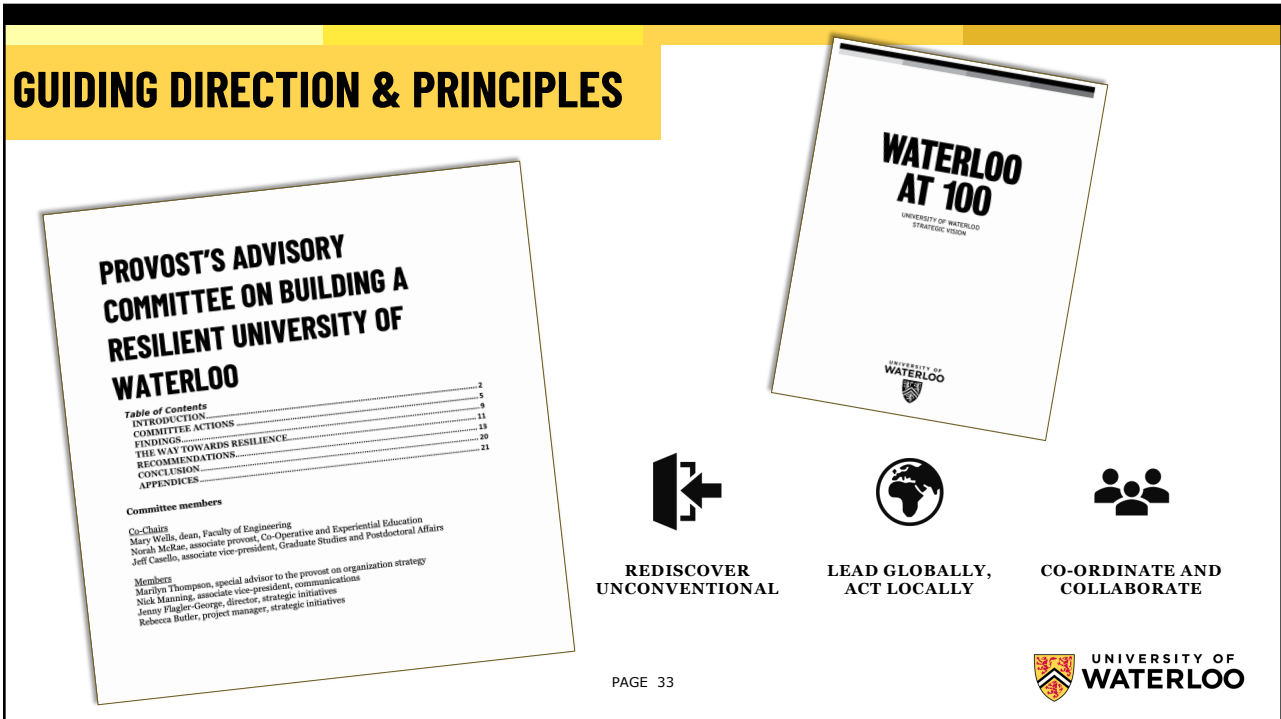 GUIDING DIRECTION & PRINCIPLES
PROVOST'S ADVISORY
COMMITTEE ON BUILDING A
RESILIENT UNIVERSITY OF
WATERLOO
Table of Contents
INTRODUCTION 2
COMMITTEE ACTIONS 5
FINDINGS 9
THE WAY TOWARDS RESILIENCE 11
RECOMMENDATIONS 13
CONCLUSION 20
APPENDICES 21
Committee members
Co-Chairs
Mary Wells, dean, Faculty of Engineering
Norah McRae, associate provost, Co-Operative and Experiential Education
Jeff Casello, associate vice-president, Graduate Studies and Postdoctoral Affairs
Members
Marilyn Thompson, special advisor to the provost on organization strategy
Nick Manning, associate vice-president, communications
Jenny Flagler-George, director, strategic initiatives
Rebecca Butler, project manager, strategic initiatives
WATERLOO
AT 100
UNIVERSITY OF WATERLOO
STRATEGIC VISION
UNIVERSITY OF
WATERLOO
REDISCOVER
UNCONVENTIONAL
LEAD GLOBALLY,
ACT LOCALLY
CO-ORDINATE AND
COLLABORATE
PAGE 33
UNIVERSITY OF
WATERLOO